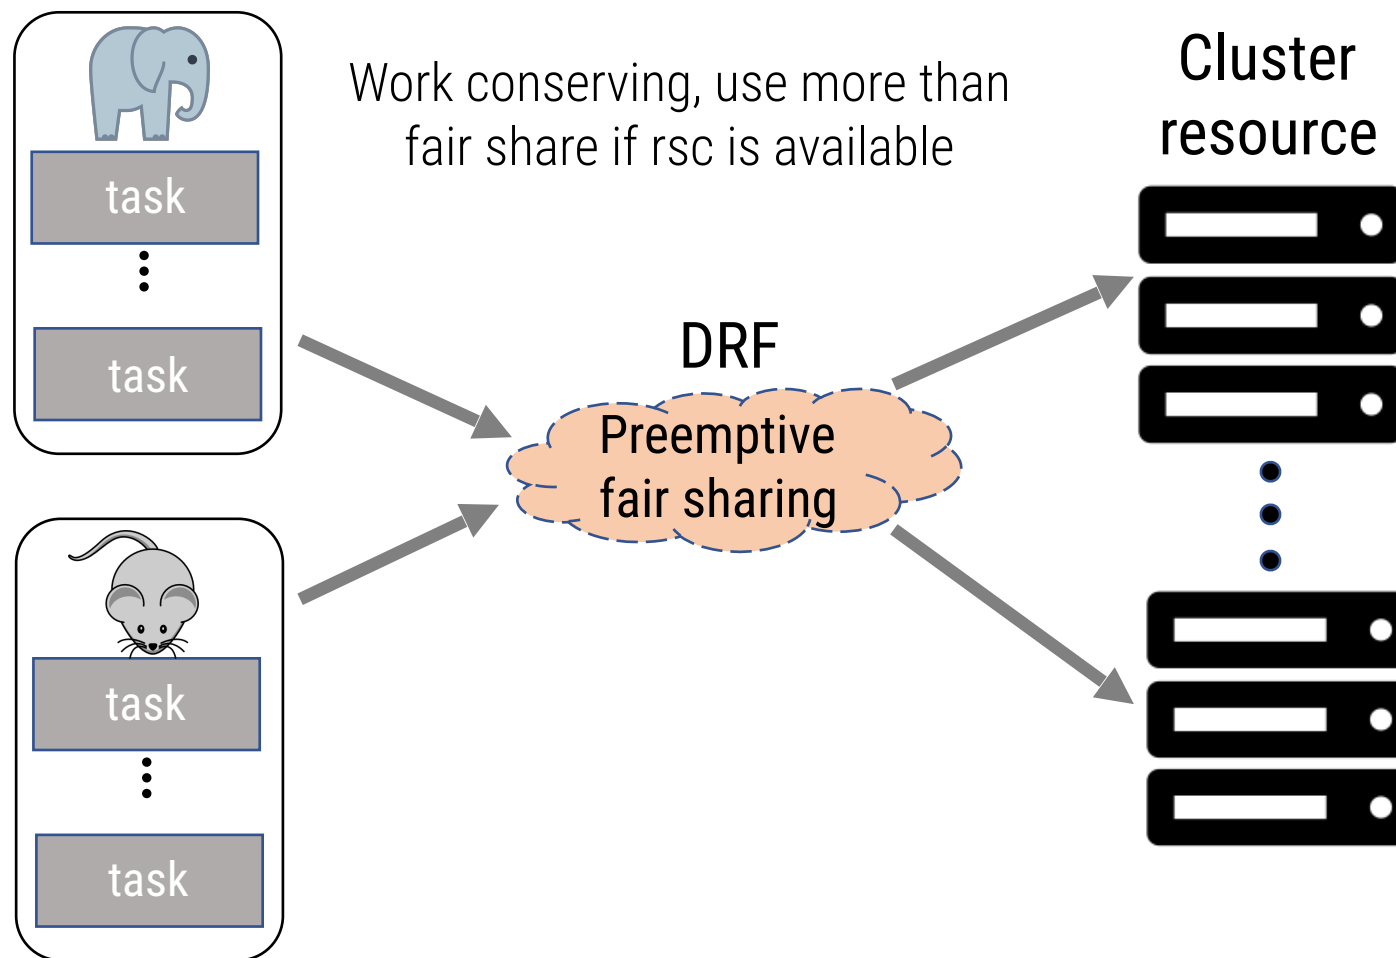 Work conserving, use more than
fair share if rsc is available
Cluster
resource
task
task
DRF
Preemptive
fair sharing
task
task